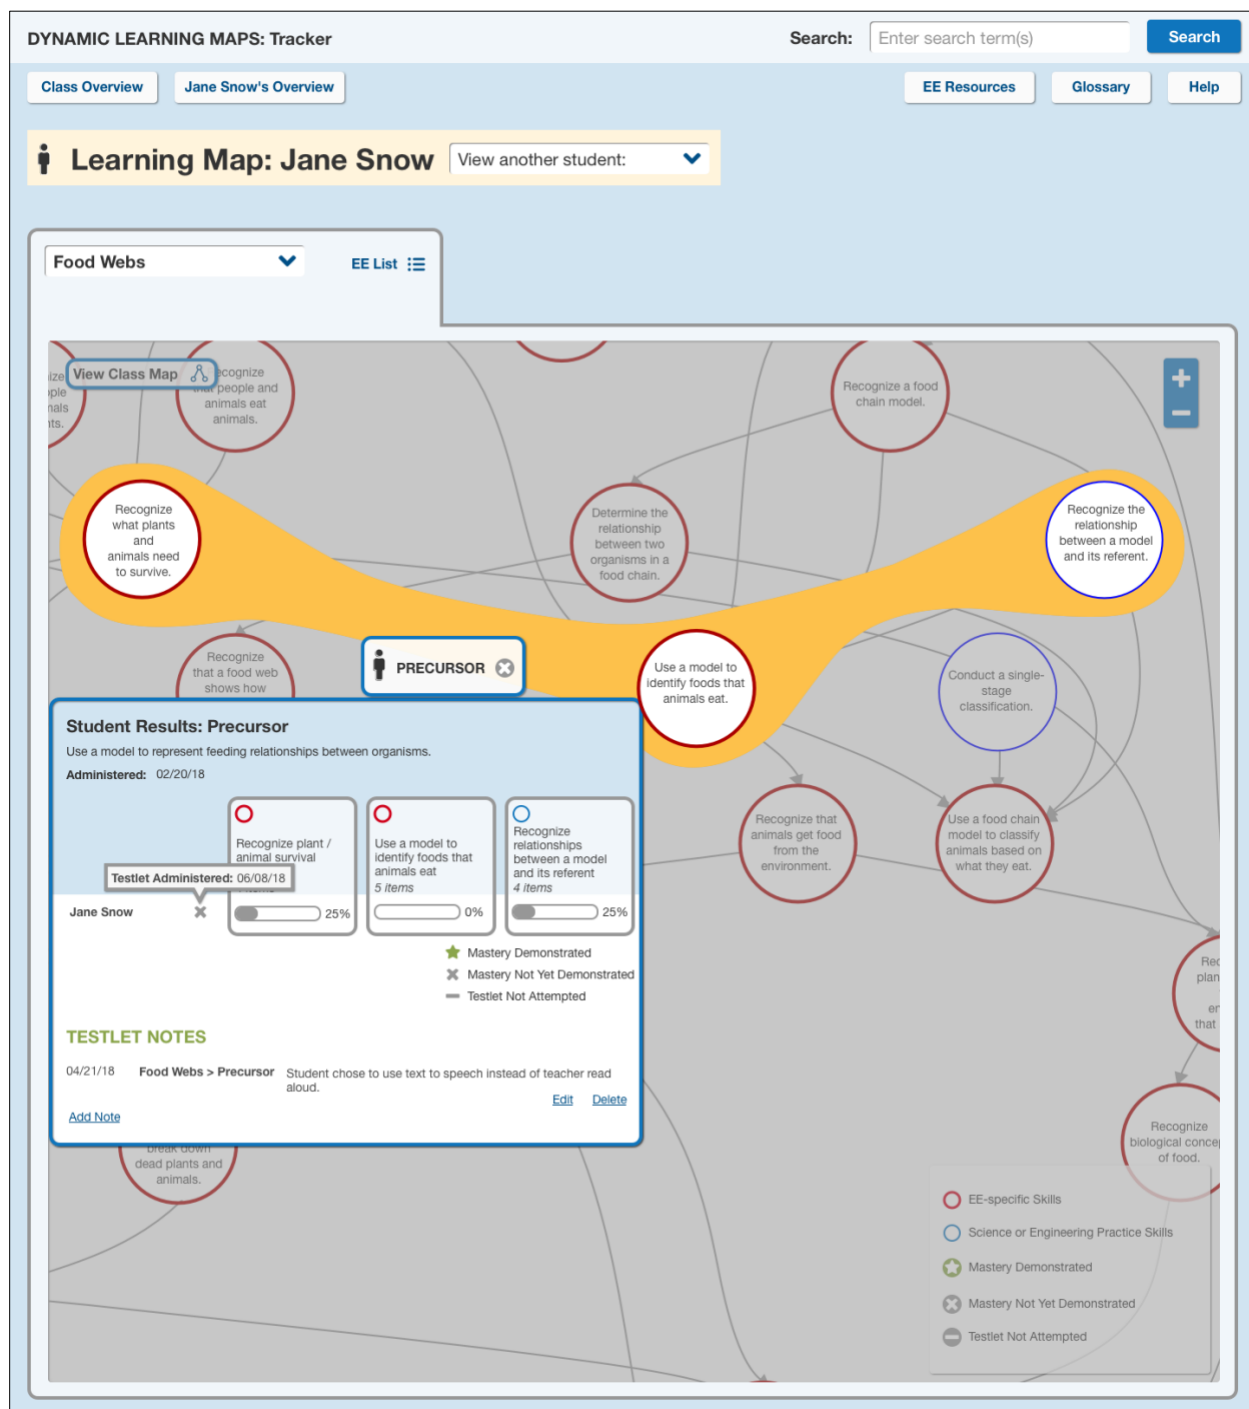 DYNAMIC LEARNING MAPS: Tracker
Search:
Enter search term(s)
Search
Class Overview
Jane Snow's Overview
EE Resources
Glossary
Help
Learning Map: Jane Snow
View another student:
Food Webs
EE List
View Class Map
people and
animals eat
animals.
Recognize a food
chain model.
Recognize
what plants
and
animals need
to survive.
Determine the
relationship
between two
organisms in a
food chain.
Recognize the
relationship
between a model
and its referent.
Recognize
that a food web
shows how
PRECURSOR
Use a model to
identify foods that
animals eat.
Conduct a single-
stage
classification.
Student Results: Precursor
Use a model to represent feeding relationships between organisms.
Administered: 02/20/18
Recognize plant /
animal survival
Use a model to
identify foods that
animals eat
5 items
Recognize
relationships
between a model
and its referent
4 items
Testlet Administered: 06/08/18
Jane Snow
25%
0%
25%
Mastery Demonstrated
Mastery Not Yet Demonstrated
Testlet Not Attempted
TESTLET NOTES
04/21/18 Food Webs > Precursor Student chose to use text to speech instead of teacher read
aloud.
Edit Delete
Add Note
Recognize that
animals get food
from the
environment.
Use a food chain
model to classify
animals based on
what they eat.
that
break down
dead plants and
animals.
Recognize
biological
of food.
EE-specific Skills
Science or Engineering Practice Skills
Mastery Demonstrated
Mastery Not Yet Demonstrated
Testlet Not Attempted